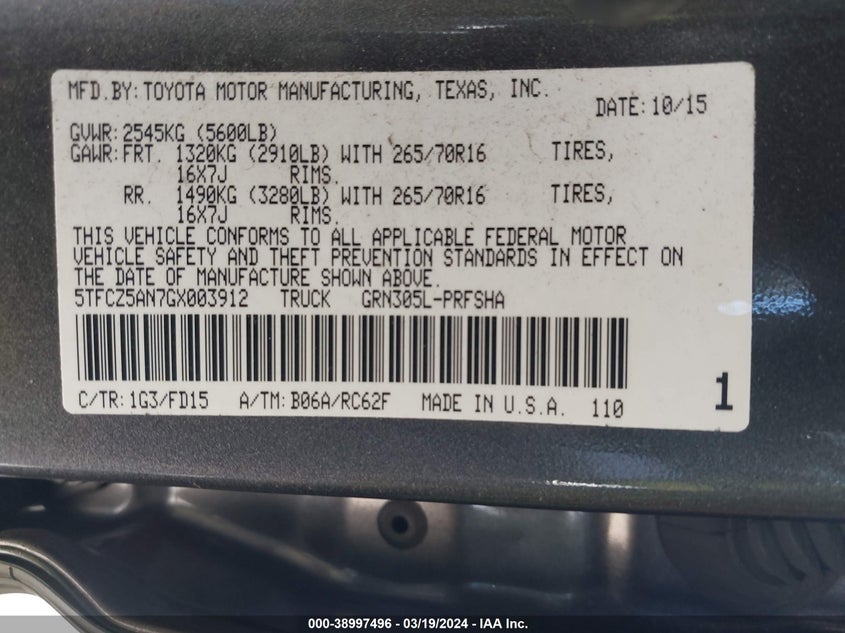 MFD.BY:TOYOTA MOTOR MANUFACTURING, TEXAS, INC.
DATE:10/15
GVWR:2545KG (5600LB)
GAWR:FRT. 1320KG (2910LB) WITH 265/70R16 TIRES,
16X7J RIMS.
RR. 1490KG (3280LB) WITH 265/70R16 TIRES,
16X7J RIMS.
THIS VEHICLE CONFORMS TO ALL APPLICABLE FEDERAL MOTOR
VEHICLE SAFETY AND THEFT PREVENTION STANDARDS IN EFFECT ON
THE DATE OF MANUFACTURE SHOWN ABOVE.
5TFCZ5AN7GX003912 TRUCK GRN305L-PRFSHA
C/TR:1G3/FD15 A/TM:B06A/RC62F MADE IN U.S.A. 110
1
000-38997496 - 03/19/2024 - IAA Inc.